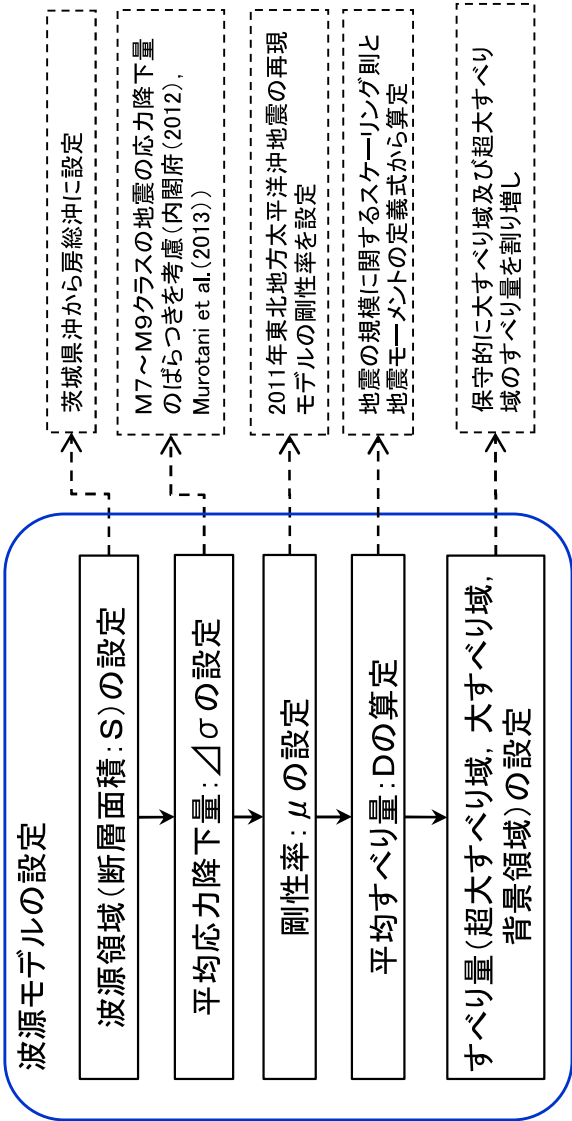 波源モデルの設定
波源領域(断層面積:S)の設定
茨城県沖から房総沖に設定
平均応力降下量:⊿σの設定
M7~M9クラスの地震の応力降下量
のばらつきを考慮(内閣府(2012),
Murotani et al.(2013))
剛性率:μの設定
2011年東北地方太平洋沖地震の再現
モデルの剛性率を設定
平均すべり量:Dの算定
地震の規模に関するスケーリング則と
地震モーメントの定義式から算定
すべり量(超大すべり域,大すべり域,
背景領域)の設定
保守的に大すべり域及び超大すべり
域のすべり量を割り増し